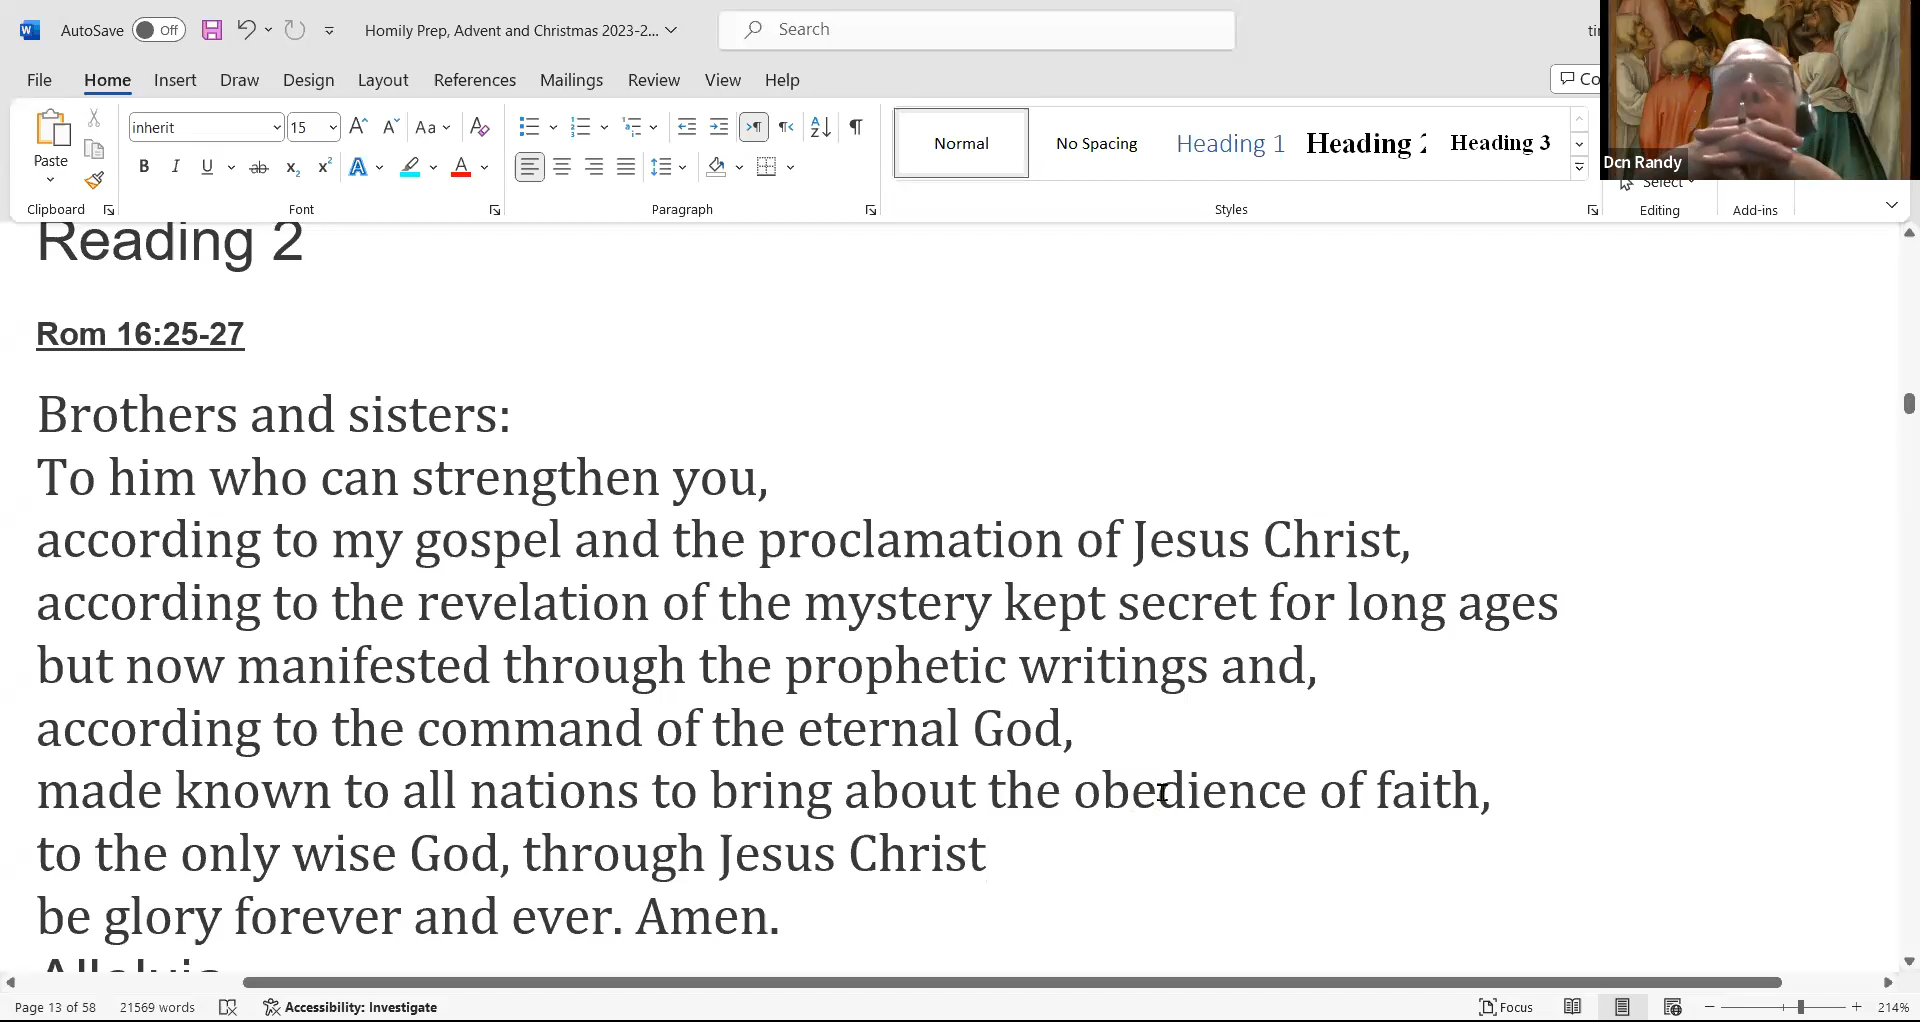 AutoSave Off Homily Prep, Advent and Christmas 2023-2... Search
File Home Insert Draw Design Layout References Mailings Review View Help
Paste
inherit 15 Aa
Normal No Spacing Heading 1 Heading 2 Heading 3
Dcn Randy
Select
Clipboard Font Paragraph Styles Editing Add-ins
Reading 2
Rom 16:25-27
Brothers and sisters:
To him who can strengthen you,
according to my gospel and the proclamation of Jesus Christ,
according to the revelation of the mystery kept secret for long ages
but now manifested through the prophetic writings and,
according to the command of the eternal God,
made known to all nations to bring about the obedience of faith,
to the only wise God, through Jesus Christ
be glory forever and ever. Amen.
Alleluia
Page 13 of 58 21569 words Accessibility: Investigate Focus 214%